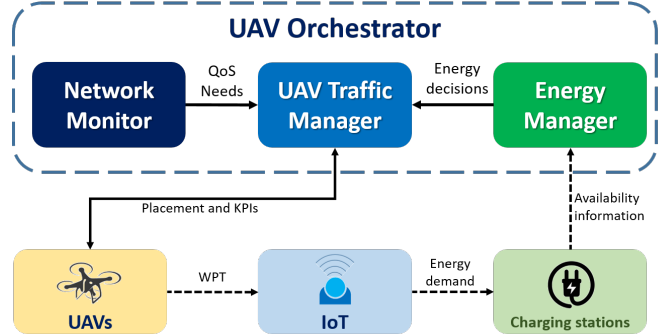 UAV Orchestrator
Network
Monitor
QoS
Needs
UAV Traffic
Manager
Energy
decisions
Energy
Manager
Placement and KPIs
Availability
information
UAVs
WPT
IoT
Energy
demand
Charging stations